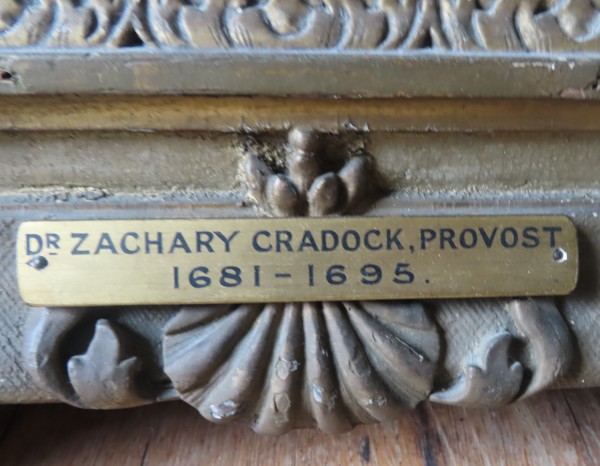 DR ZACHARY CRADOCK, PROVOST
1681-1695.